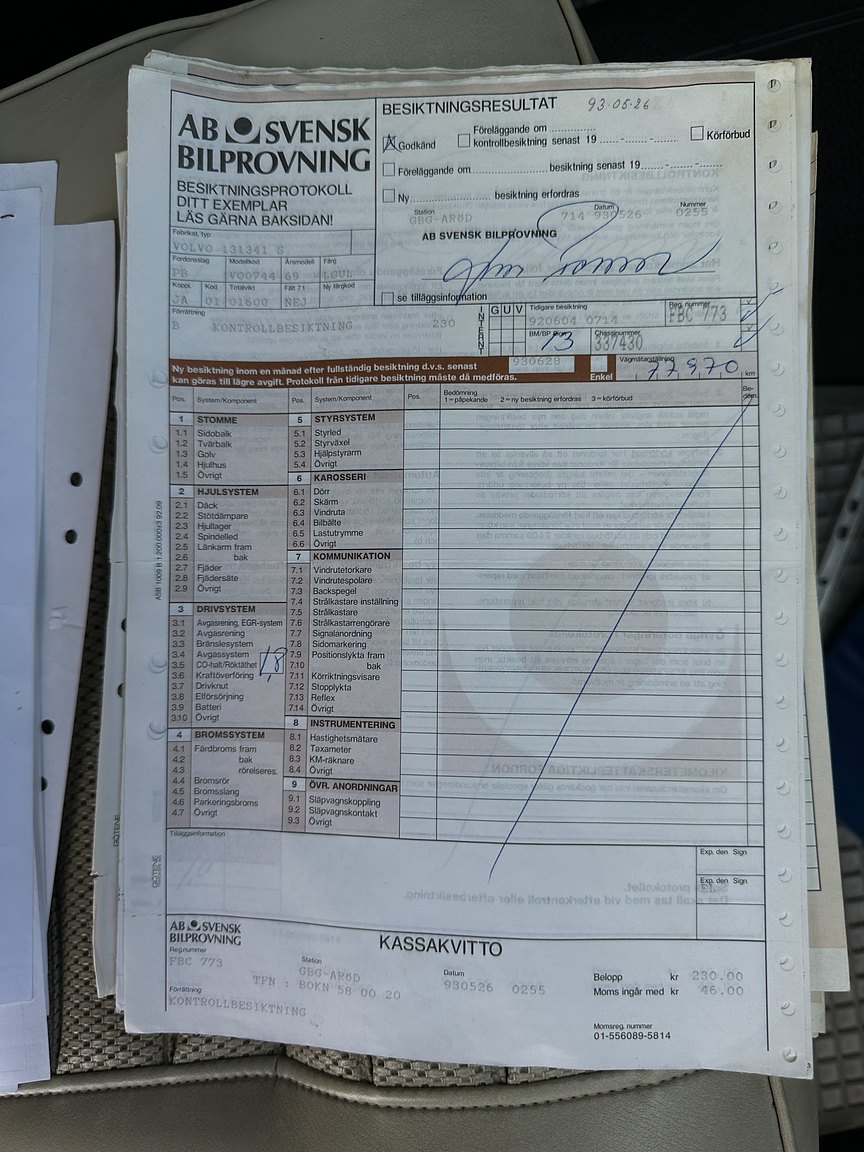 AB SVENSK
BILPROVNING
BESIKTNINGSPROTOKOLL
DITT EXEMPLAR
LÄS GÄRNA BAKSIDAN!
BESIKTNINGSRESULTAT 93-05-26
X Godkänd
Föreläggande om ..............
kontrollbesiktning senast 19 ......-......-......
Körförbud
Föreläggande om .......................... besiktning senast 19 ......-......-......
Ny ........................ besiktning erfordras
Station Datum Nummer
GBG-ARÖD 714 930526 0255
AB SVENSK BILPROVNING
se tilläggsinformation
Fabrikat, typ
VOLVO 131341 S
Fordonsslag Modellkod Årsmodell Färg
PB V00744 69 LGUL
Koppl. Kod Totalvikt Fält 7.1 Ny färgkod
JA 01 01600 NEJ
Förrättning
B KONTROLLBESIKTNING 230
INTERNT
G U V
Tidigare besiktning
920604 0714
Reg. nummer
FBC 773
BM/BP
13
Chassinummer
337430
930628
Enkel
Vägmätarställning
77970 km
Ny besiktning inom en månad efter fullständig besiktning d.v.s. senast
kan göras till lägre avgift. Protokoll från tidigare besiktning måste då medföras.
Pos. System/Komponent Pos. System/Komponent Pos. Bedömning
1 = påpekande 2 = ny besiktning erfordras 3 = körförbud
Be-
döm.
1 STOMME
1.1 Sidobalk
1.2 Tvärbalk
1.3 Golv
1.4 Hjulhus
1.5 Övrigt
2 HJULSYSTEM
2.1 Däck
2.2 Stötdämpare
2.3 Hjullager
2.4 Spindelled
2.5 Länkarm fram
2.6 bak
2.7 Fjäder
2.8 Fjädersäte
2.9 Övrigt
3 DRIVSYSTEM
3.1 Avgasrening, EGR-system
3.2 Avgasrening
3.3 Bränslesystem
3.4 Avgassystem
3.5 CO-halt/Röktäthet 1,8
3.6 Kraftöverföring
3.7 Drivknut
3.8 Elförsörjning
3.9 Batteri
3.10 Övrigt
4 BROMSSYSTEM
4.1 Färdbroms fram
4.2 bak
4.3 rörelseres.
4.4 Bromsrör
4.5 Bromsslang
4.6 Parkeringsbroms
4.7 Övrigt
5 STYRSYSTEM
5.1 Styrled
5.2 Styrväxel
5.3 Hjälpstyrarm
5.4 Övrigt
6 KAROSSERI
6.1 Dörr
6.2 Skärm
6.3 Vindruta
6.4 Bilbälte
6.5 Lastutrymme
6.6 Övrigt
7 KOMMUNIKATION
7.1 Vindrutetorkare
7.2 Vindrutespolare
7.3 Backspegel
7.4 Strålkastare inställning
7.5 Strålkastare
7.6 Strålkastarrengörare
7.7 Signalanordning
7.8 Sidomarkering
7.9 Positionslykta fram
7.10 bak
7.11 Körriktningsvisare
7.12 Stopplykta
7.13 Reflex
7.14 Övrigt
8 INSTRUMENTERING
8.1 Hastighetsmätare
8.2 Taxameter
8.3 KM-räknare
8.4 Övrigt
9 ÖVR. ANORDNINGAR
9.1 Släpvagnskoppling
9.2 Släpvagnskontakt
9.3 Övrigt
Tilläggsinformation
Exp. den Sign
Exp. den Sign
AB SVENSK
BILPROVNING
KASSAKVITTO
Reg.nummer
FBC 773
Station
GBG-ARÖD
TFN : BOKN 58 00 20
Datum
930526 0255
Förrättning
KONTROLLBESIKTNING
Belopp kr 230.00
Moms ingår med kr 46.00
Momsreg. nummer
01-556089-5814